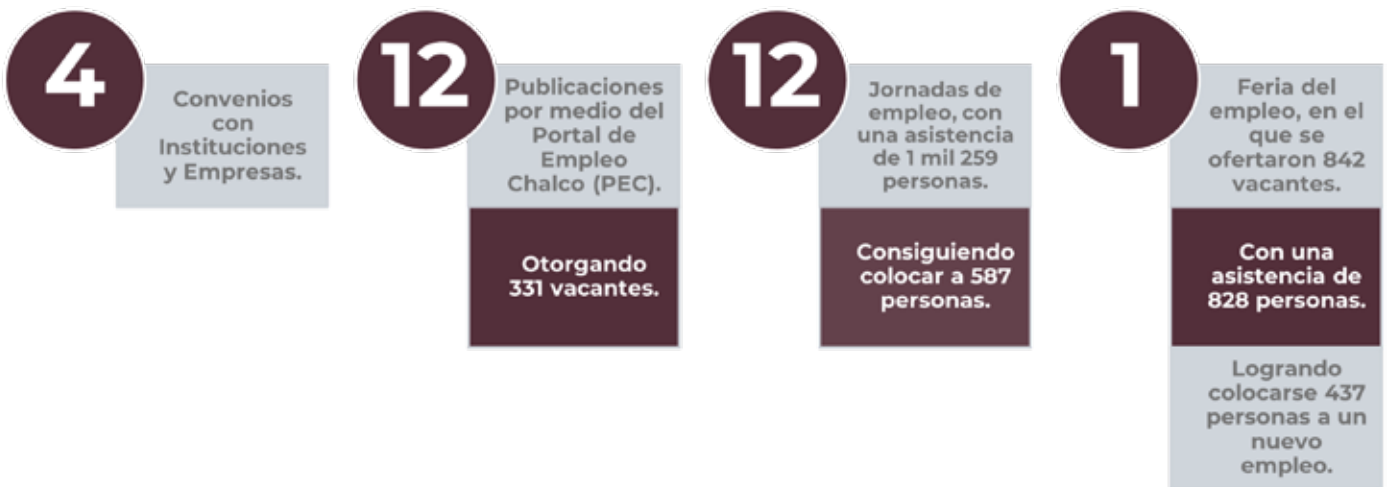 4
Convenios
con
Instituciones
y Empresas.
12
Publicaciones
por medio del
Portal de
Empleo
Chalco (PEC).
Otorgando
331 vacantes.
12
Jornadas de
empleo, con
una asistencia
de 1 mil 259
personas.
Consiguiendo
colocar a 587
personas.
1
Feria del
empleo, en el
que se
ofertaron 842
vacantes.
Con una
asistencia de
828 personas.
Logrando
colocarse 437
personas a un
nuevo
empleo.